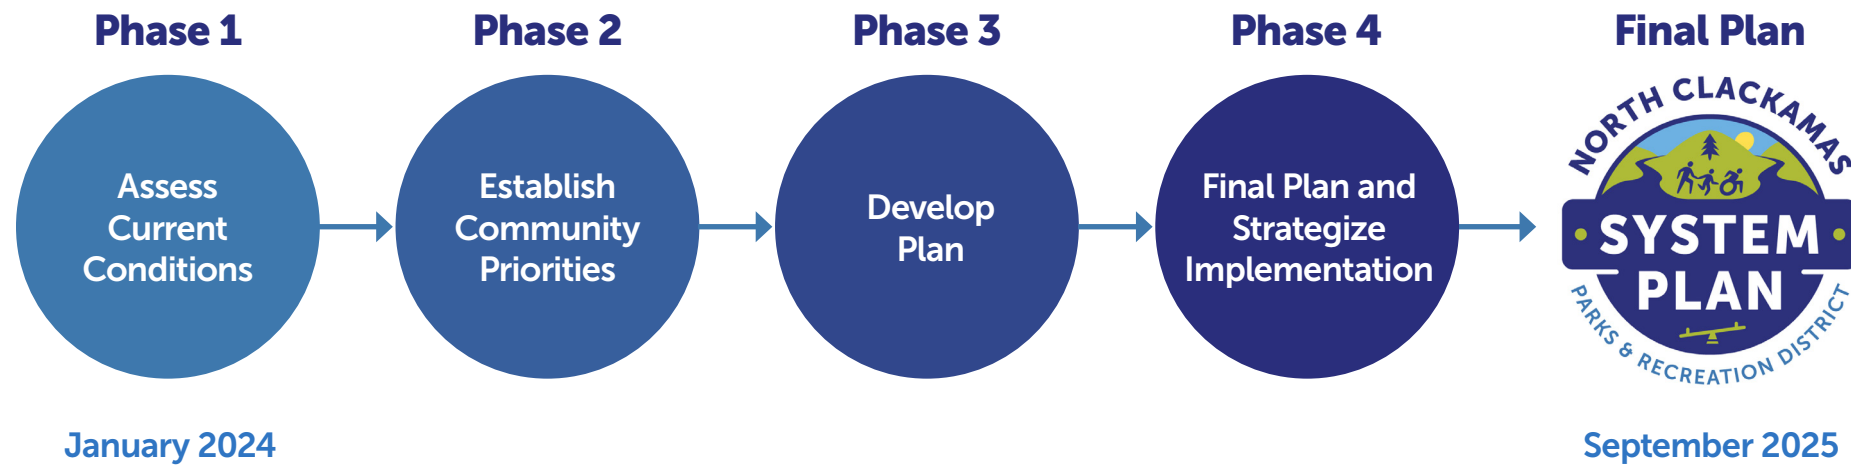 Phase 1
Assess
Current
Conditions
January 2024
Phase 2
Establish
Community
Priorities
Phase 3
Develop
Plan
Phase 4
Final Plan and
Strategize
Implementation
Final Plan
NORTH CLACKAMAS
SYSTEM
PLAN
PARKS & RECREATION DISTRICT
September 2025